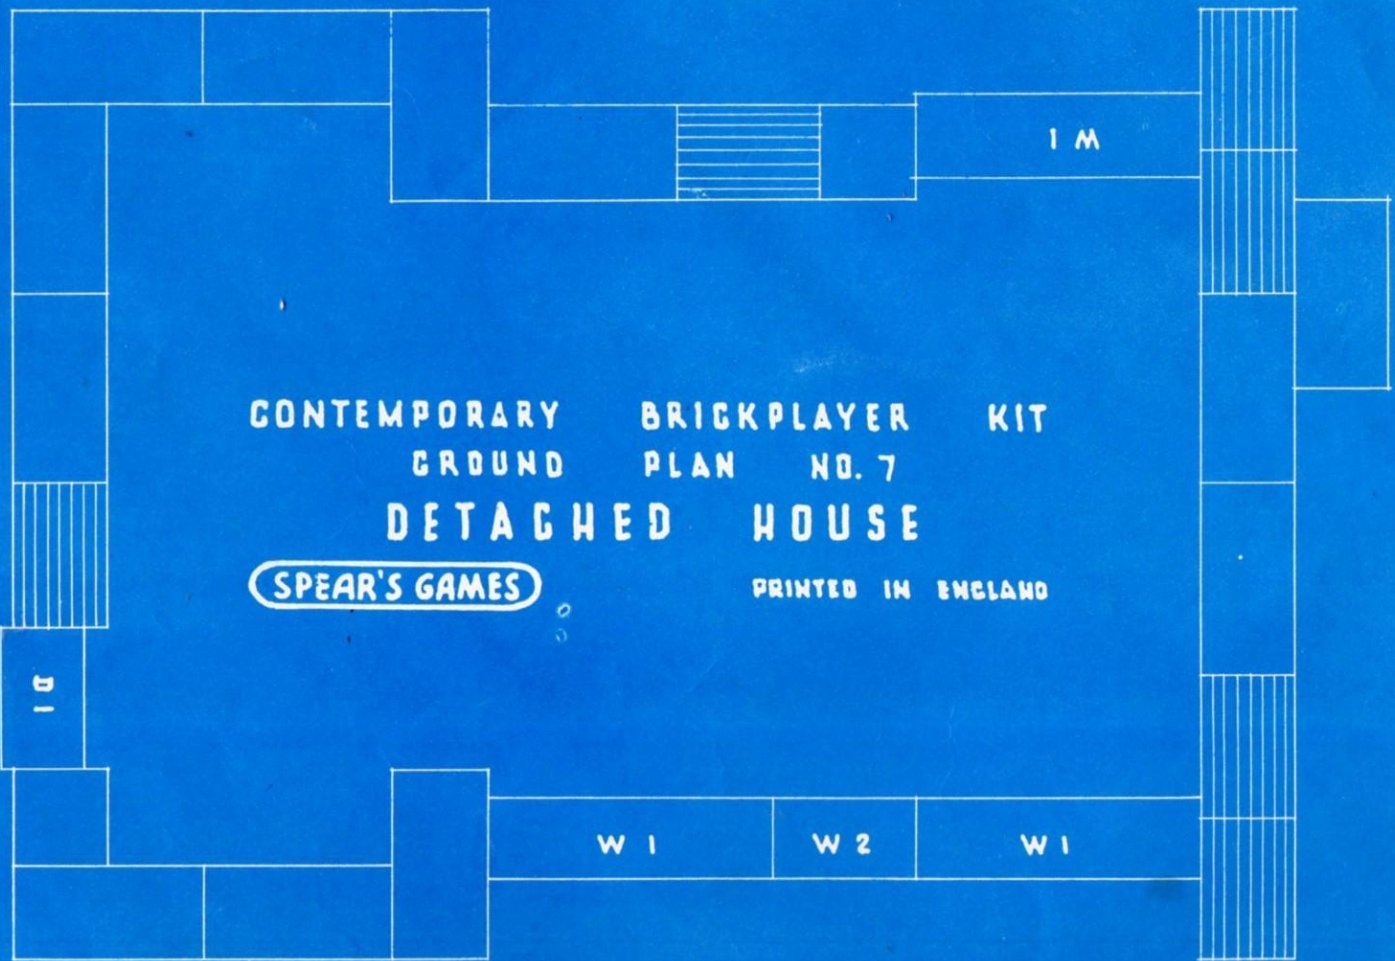 W 1
CONTEMPORARY BRICKPLAYER KIT
GROUND PLAN NO. 7
DETACHED HOUSE
SPEAR'S GAMES
PRINTED IN ENGLAND
D 1
W 1
W 2
W 1